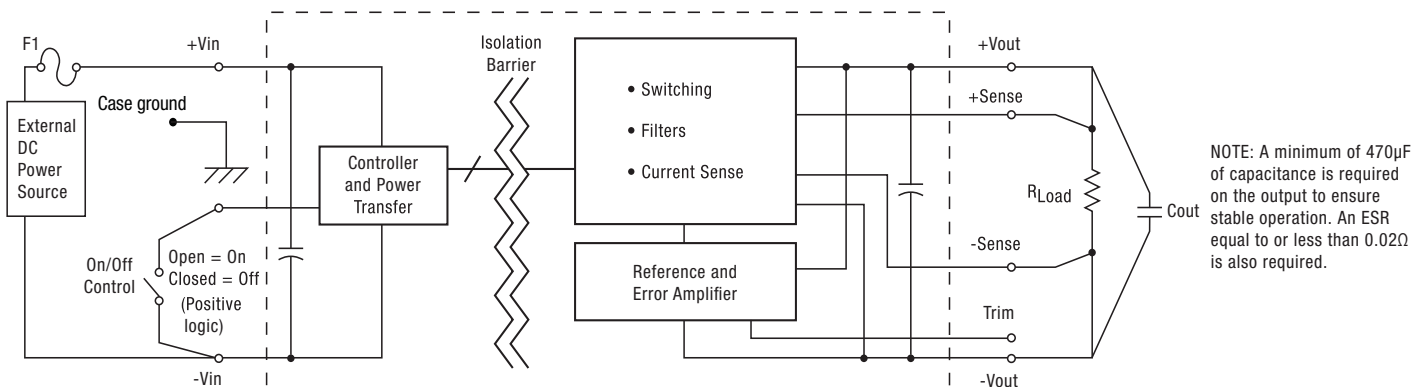 F1
+Vin
External
DC
Power
Source
Case ground
On/Off
Control
Open = On
Closed = Off
(Positive
logic)
-Vin
Controller
and Power
Transfer
Isolation
Barrier
• Switching
• Filters
• Current Sense
Reference and
Error Amplifier
+Vout
+Sense
RLoad
-Sense
Trim
-Vout
Cout
NOTE: A minimum of 470µF
of capacitance is required
on the output to ensure
stable operation. An ESR
equal to or less than 0.02Ω
is also required.